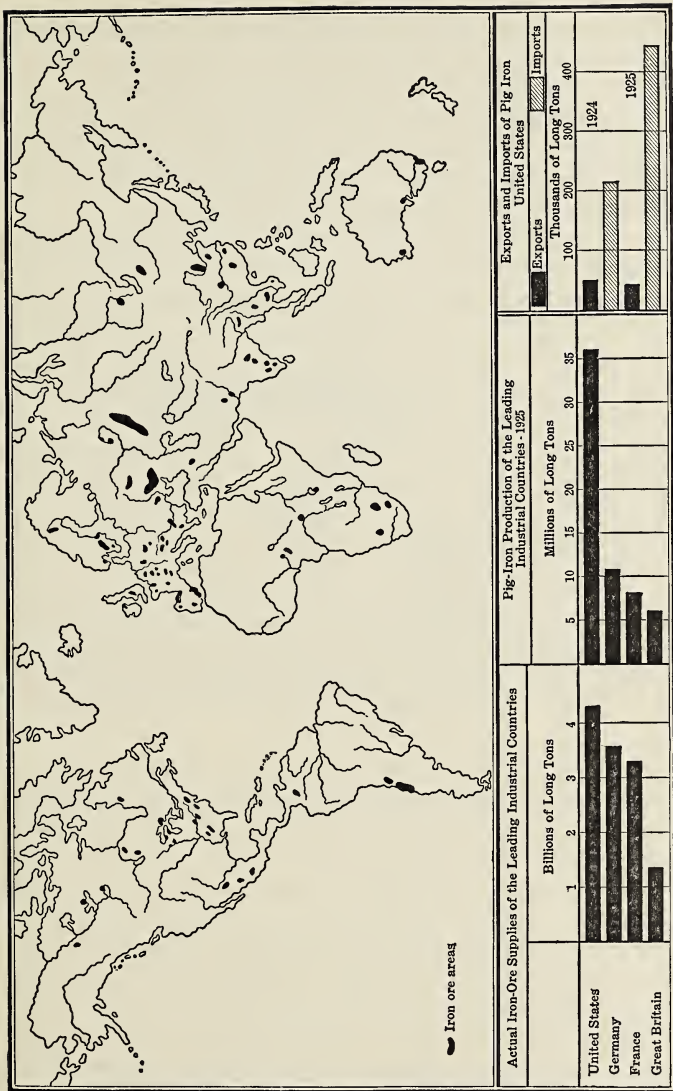 Iron ore areas
Actual Iron-Ore Supplies of the Leading Industrial Countries
Billions of Long Tons
1 2 3 4
United States
Germany
France
Great Britain
Pig-Iron Production of the Leading
Industrial Countries - 1925
Millions of Long Tons
5 10 15 20 25 30 35
Exports and Imports of Pig Iron
United States
Exports Imports
Thousands of Long Tons
100 200 300 400
1924
1925